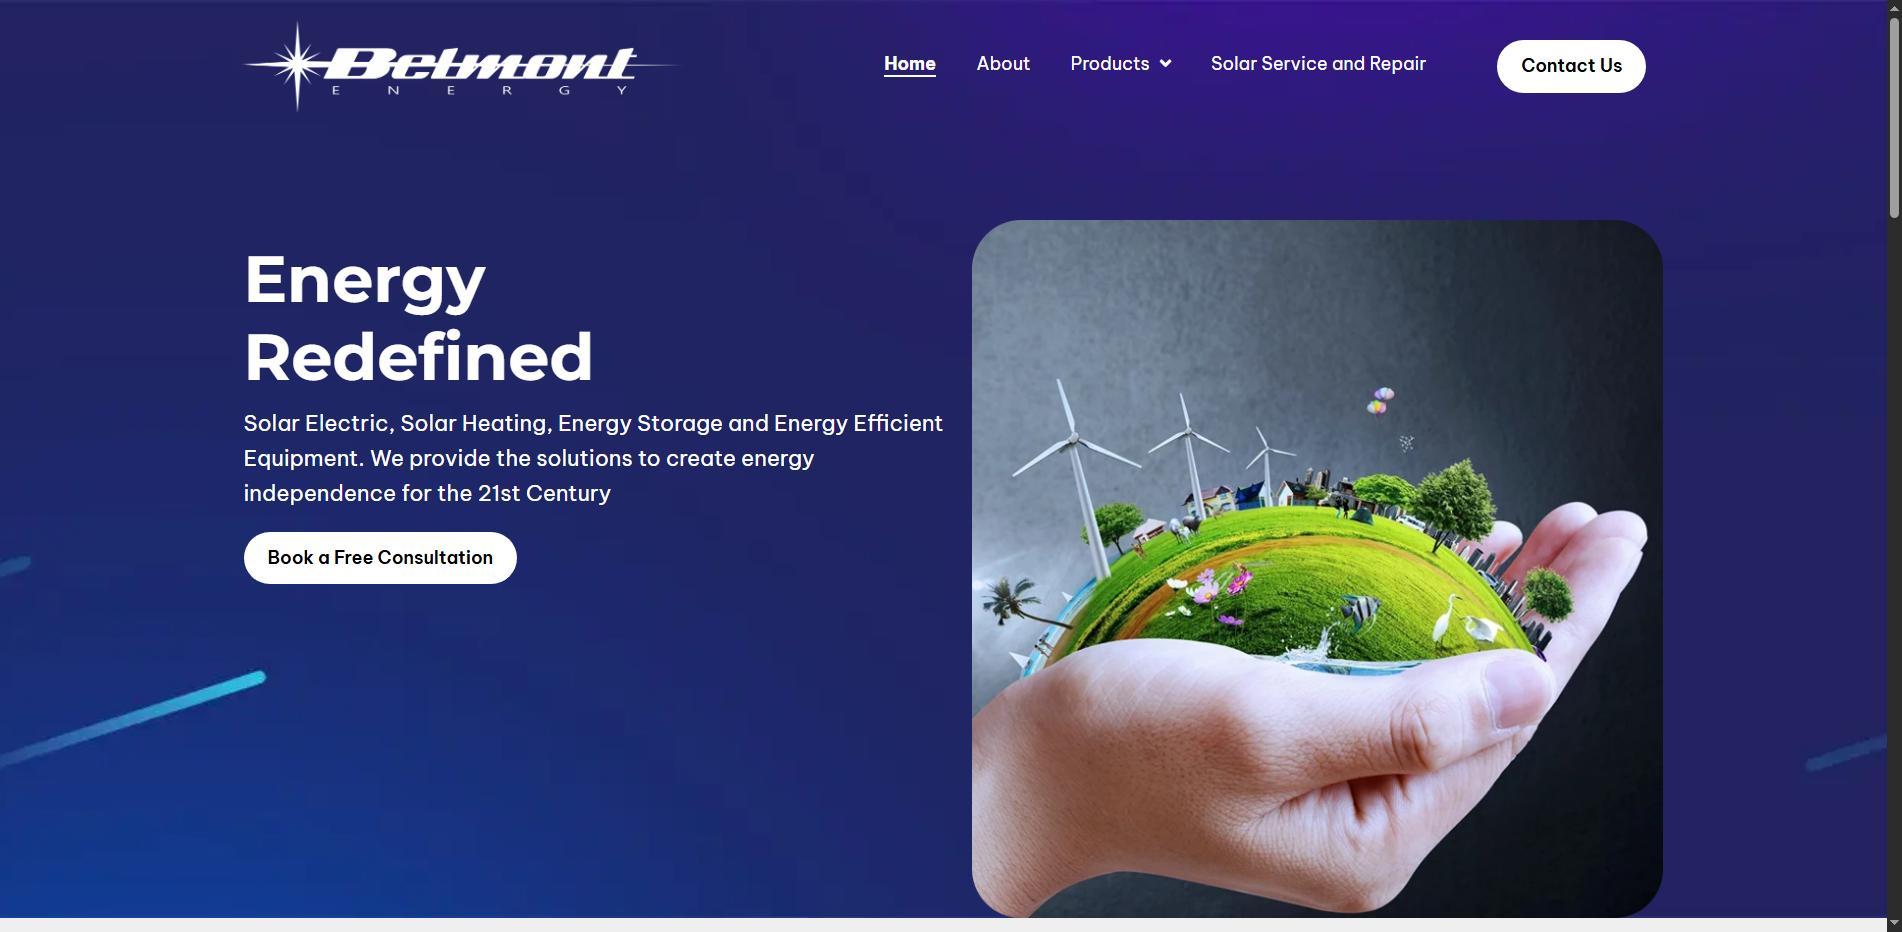 Belmont
ENERGY
Home
About
Products
Solar Service and Repair
Contact Us
Energy
Redefined
Solar Electric, Solar Heating, Energy Storage and Energy Efficient
Equipment. We provide the solutions to create energy
independence for the 21st Century
Book a Free Consultation